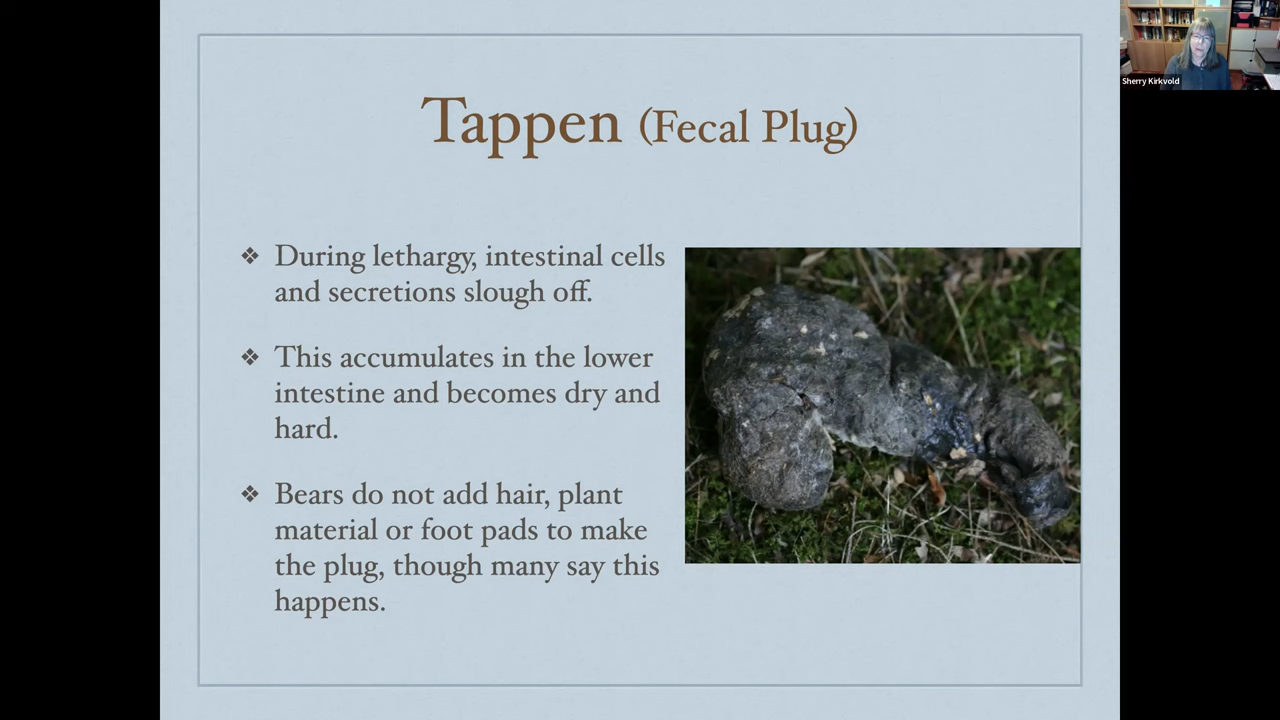 Tappen (Fecal Plug)
❖ During lethargy, intestinal cells
and secretions slough off.
❖ This accumulates in the lower
intestine and becomes dry and
hard.
❖ Bears do not add hair, plant
material or foot pads to make
the plug, though many say this
happens.
Sherry Kirkvold